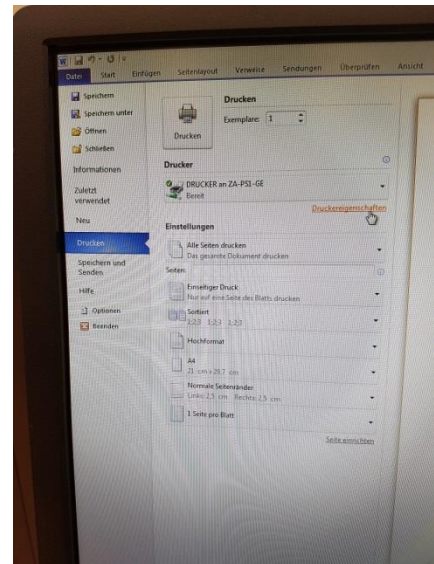 Datei Start Einfügen Seitenlayout Verweise Sendungen Überprüfen Ansicht
Speichern
Speichern unter
Öffnen
Schließen
Informationen
Zuletzt
verwendet
Neu
Drucken
Speichern und
Senden
Hilfe
Optionen
Beenden
Drucken
Drucken
Exemplare: 1
Drucker
DRUCKER an ZA-PS1-GE
Bereit
Druckereigenschaften
Einstellungen
Alle Seiten drucken
Das gesamte Dokument drucken
Seiten:
Einseitiger Druck
Nur auf eine Seite des Blatts drucken
Sortiert
1;2;3 1;2;3 1;2;3
Hochformat
A4
21 cm x 29,7 cm
Normale Seitenränder
Links: 2,5 cm Rechts: 2,5 cm
1 Seite pro Blatt
Seite einrichten